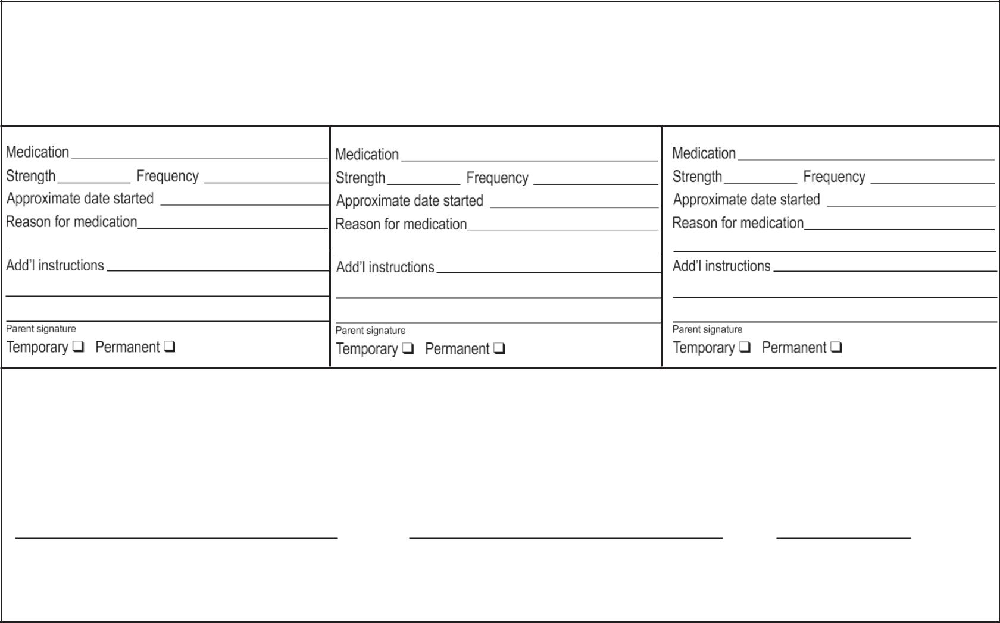 Medication
Strength Frequency
Approximate date started
Reason for medication
Add'l instructions
Parent signature
Temporary ❏ Permanent ❏
Medication
Strength Frequency
Approximate date started
Reason for medication
Add'l instructions
Parent signature
Temporary ❏ Permanent ❏
Medication
Strength Frequency
Approximate date started
Reason for medication
Add'l instructions
Parent signature
Temporary ❏ Permanent ❏